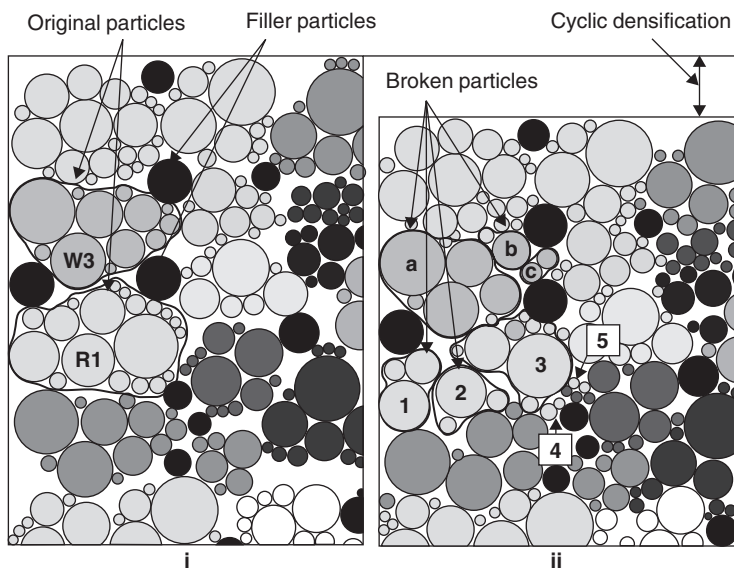 Original particles
Filler particles
Cyclic densification
Broken particles
W3
R1
a
b
c
1
2
3
5
4
i
ii